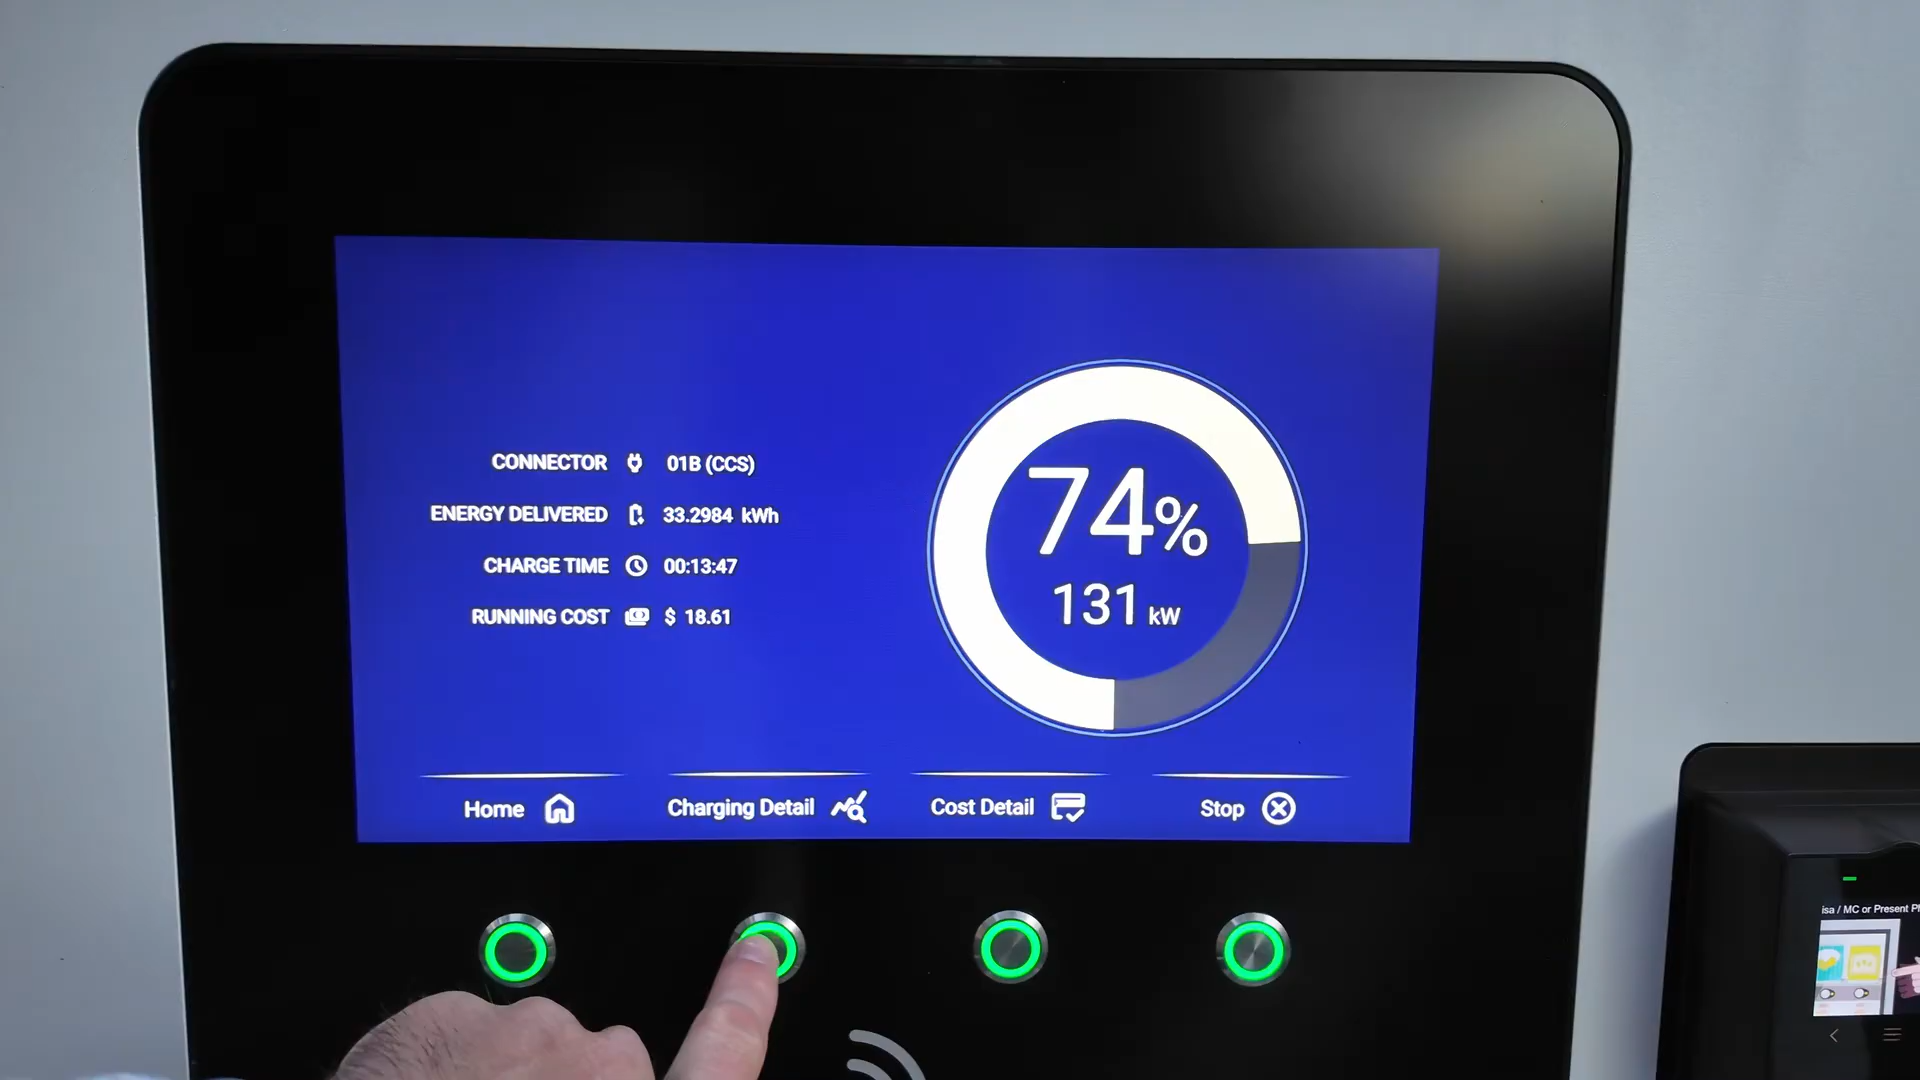 CONNECTOR 01B (CCS)
ENERGY DELIVERED 33.2984 kWh
CHARGE TIME 00:13:47
RUNNING COST $ 18.61
74%
131 kW
Home Charging Detail Cost Detail Stop
isa / MC or Present Ph